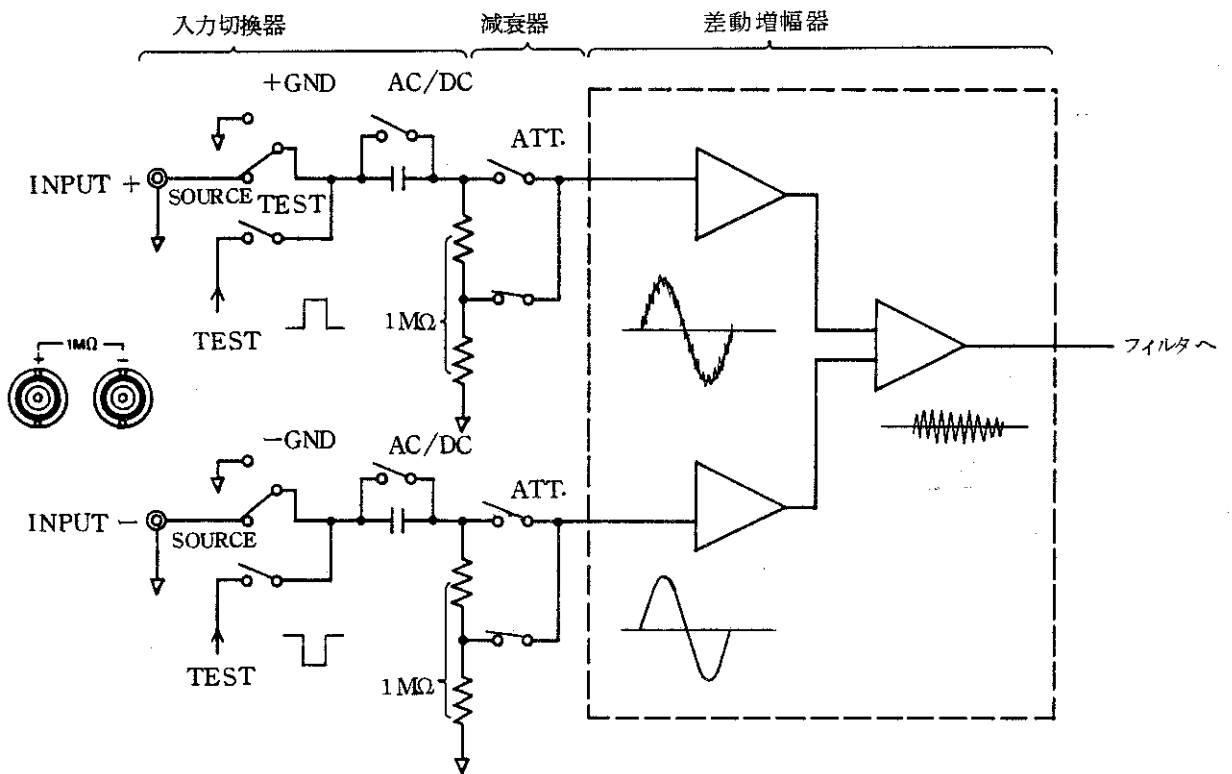 入力切換器
減衰器
差動増幅器
+GND
AC/DC
ATT.
INPUT +
SOURCE
TEST
TEST
1MΩ
1MΩ
+
−
−GND
AC/DC
ATT.
INPUT −
SOURCE
TEST
1MΩ
フィルタへ